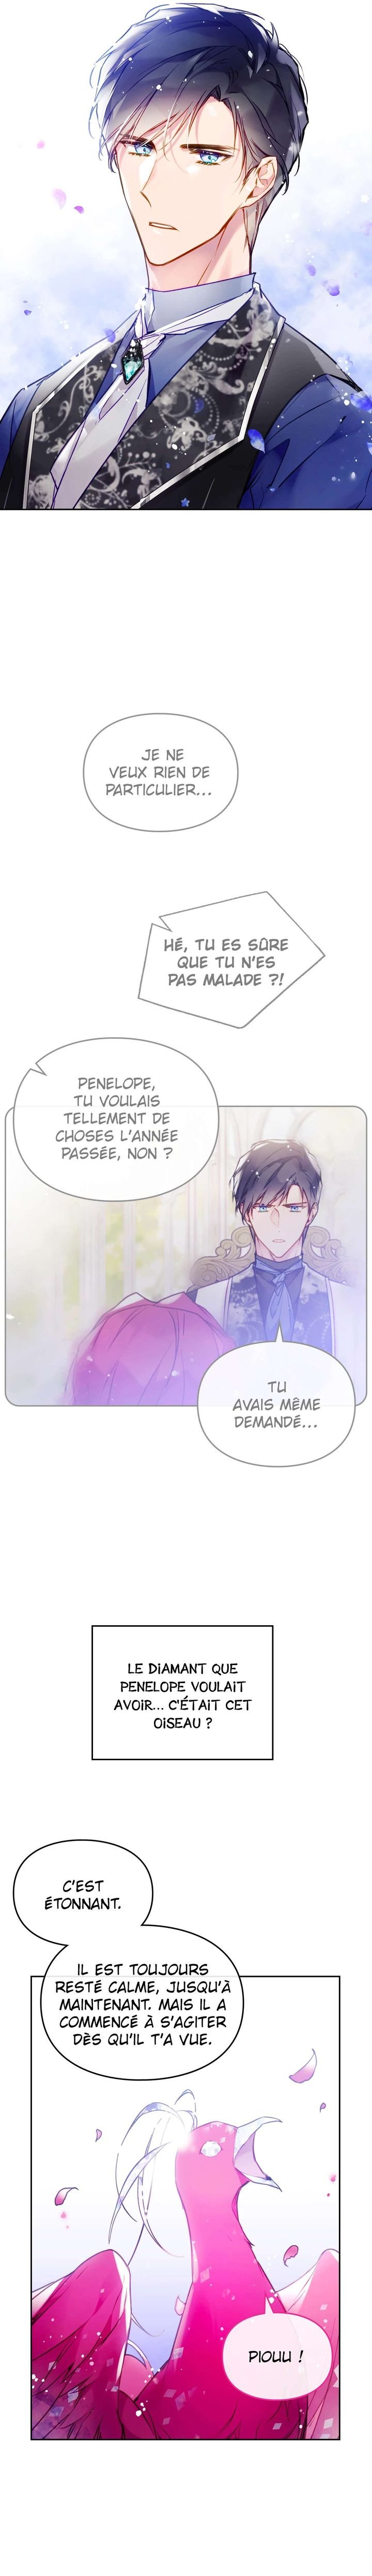 JE NE
VEUX RIEN DE
PARTICULIER...
HÉ, TU ES SÛRE
QUE TU N'ES
PAS MALADE ?!
PENELOPE,
TU VOULAIS
TELLEMENT DE
CHOSES L'ANNÉE
PASSÉE, NON ?
TU
AVAIS MÊME
DEMANDÉ...
LE DIAMANT QUE
PENELOPE VOULAIT
AVOIR... C'ÉTAIT CET
OISEAU ?
C'EST
ÉTONNANT.
IL EST TOUJOURS
RESTÉ CALME, JUSQU'À
MAINTENANT. MAIS IL A
COMMENCÉ À S'AGITER
DÈS QU'IL T'A VUE.
PIOUU !